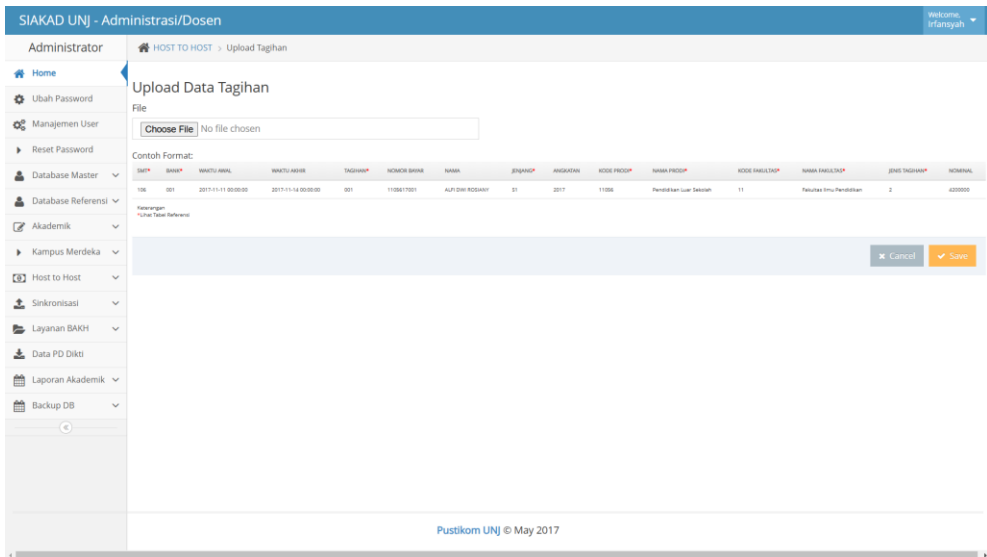 SIAKAD UNJ - Administrasi/Dosen
Welcome,
Irfansyah
Administrator
HOST TO HOST > Upload Tagihan
Home
Ubah Password
Manajemen User
Reset Password
Database Master
Database Referensi
Akademik
Kampus Merdeka
Host to Host
Sinkronisasi
Layanan BAKH
Data PD Dikti
Laporan Akademik
Backup DB
Upload Data Tagihan
File
Choose File No file chosen
Contoh Format:
SMT* BANK* WAKTU AWAL WAKTU AKHIR TAGIHAN* NOMOR BAYAR NAMA JENJANG* ANGKATAN KODE PRODI* NAMA PRODI* KODE FAKULTAS* NAMA FAKULTAS* JENIS TAGIHAN* NOMINAL
106 001 2017-11-11 00:00:00 2017-11-14 00:00:00 001 1105617001 ALFI DWI ROSIANY 2017 11056 Pendidikan Luar Sekolah 11 Fakultas Ilmu Pendidikan 2
Keterangan
*Lihat Tabel Referensi
Cancel Save
Pustikom UNJ © May 2017